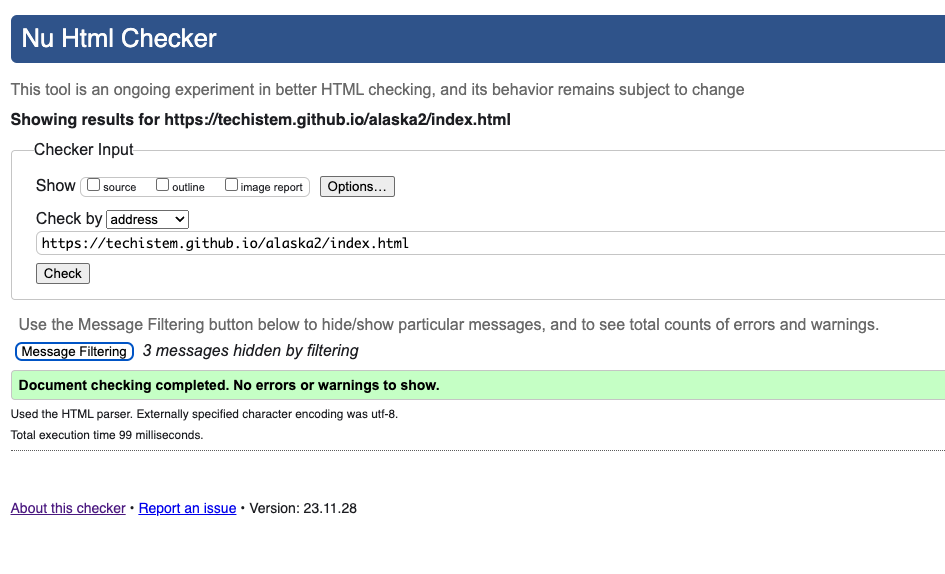 Nu Html Checker
This tool is an ongoing experiment in better HTML checking, and its behavior remains subject to change
Showing results for https://techistem.github.io/alaska2/index.html
Checker Input
Show source outline image report Options...
Check by address
https://techistem.github.io/alaska2/index.html
Check
Use the Message Filtering button below to hide/show particular messages, and to see total counts of errors and warnings.
Message Filtering 3 messages hidden by filtering
Document checking completed. No errors or warnings to show.
Used the HTML parser. Externally specified character encoding was utf-8.
Total execution time 99 milliseconds.
About this checker • Report an issue • Version: 23.11.28